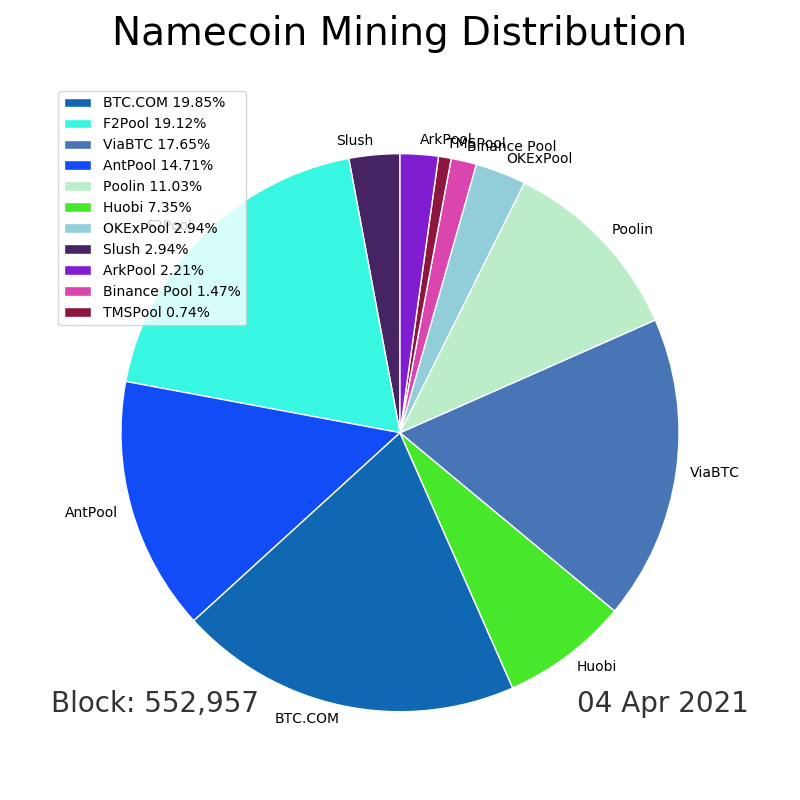 Namecoin Mining Distribution
BTC.COM 19.85%
F2Pool 19.12%
ViaBTC 17.65%
AntPool 14.71%
Poolin 11.03%
Huobi 7.35%
OKExPool 2.94%
Slush 2.94%
ArkPool 2.21%
Binance Pool 1.47%
TMSPool 0.74%
Slush
ArkPool
TMSPool
Binance Pool
OKExPool
F2Pool
Poolin
ViaBTC
AntPool
Huobi
BTC.COM
Block: 552,957
04 Apr 2021